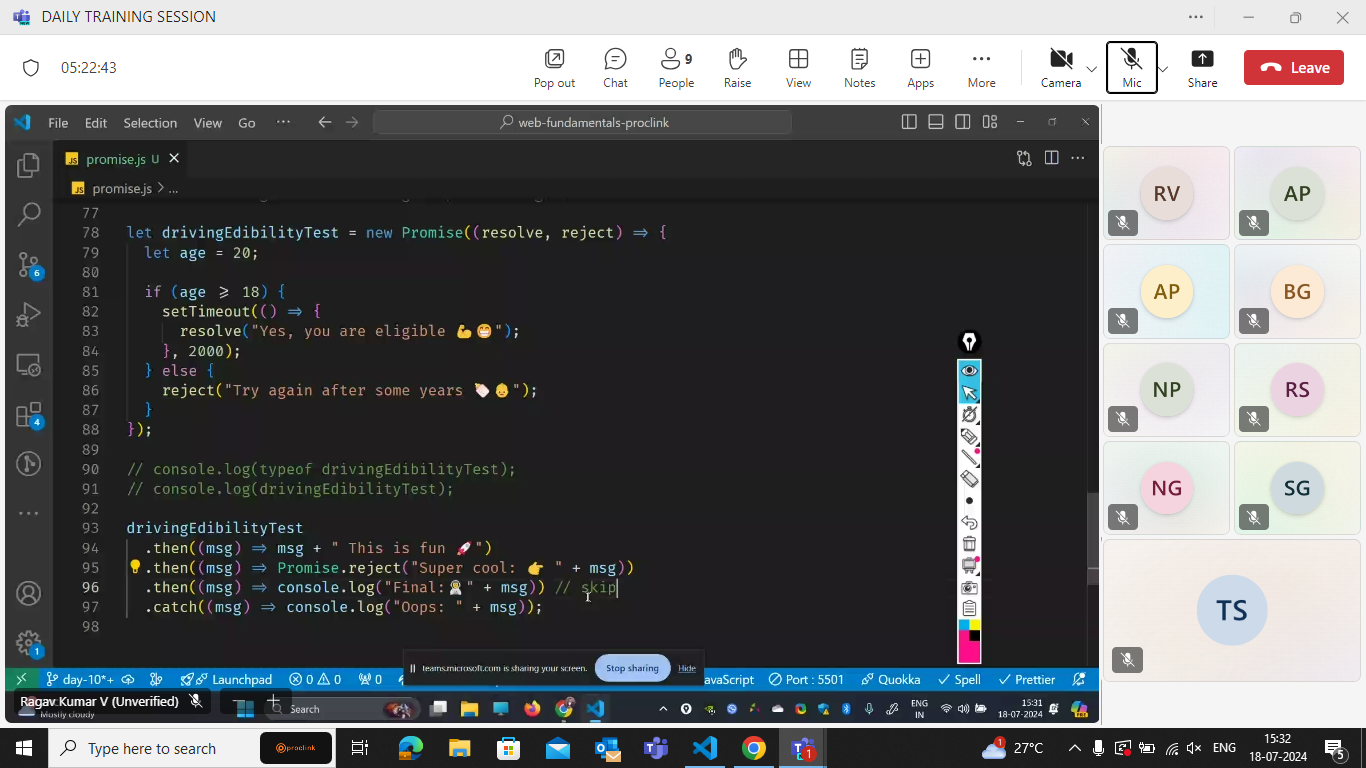 DAILY TRAINING SESSION
05:22:43
Pop out
Chat
9
People
Raise
View
Notes
Apps
More
Camera
Mic
Share
Leave
File Edit Selection View Go
web-fundamentals-proclink
JS promise.js U
JS promise.js > ...
77
78 let drivingEdibilityTest = new Promise((resolve, reject) ⇒ {
79 let age = 20;
80
81 if (age ⩾ 18) {
82 setTimeout(() ⇒ {
83 resolve("Yes, you are eligible 💪😁");
84 }, 2000);
85 } else {
86 reject("Try again after some years 🍼👶");
87 }
88 });
89
90 // console.log(typeof drivingEdibilityTest);
91 // console.log(drivingEdibilityTest);
92
93 drivingEdibilityTest
94 .then((msg) ⇒ msg + " This is fun 🚀")
95 .then((msg) ⇒ Promise.reject("Super cool: 👉 " + msg))
96 .then((msg) ⇒ console.log("Final:👨‍🚀" + msg)) // skip
97 .catch((msg) ⇒ console.log("Oops: " + msg));
98
6
4
1
teams.microsoft.com is sharing your screen.
Stop sharing
Hide
day-10*+
Launchpad
0
0
0
JavaScript
Port : 5501
Quokka
Spell
Prettier
Ragav Kumar V (Unverified)
Mostly cloudy
Search
ENG
IN
15:31
18-07-2024
RV
AP
AP
BG
NP
RS
NG
SG
TS
Type here to search
proclink
1
1
27°C
ENG
15:32
18-07-2024
5